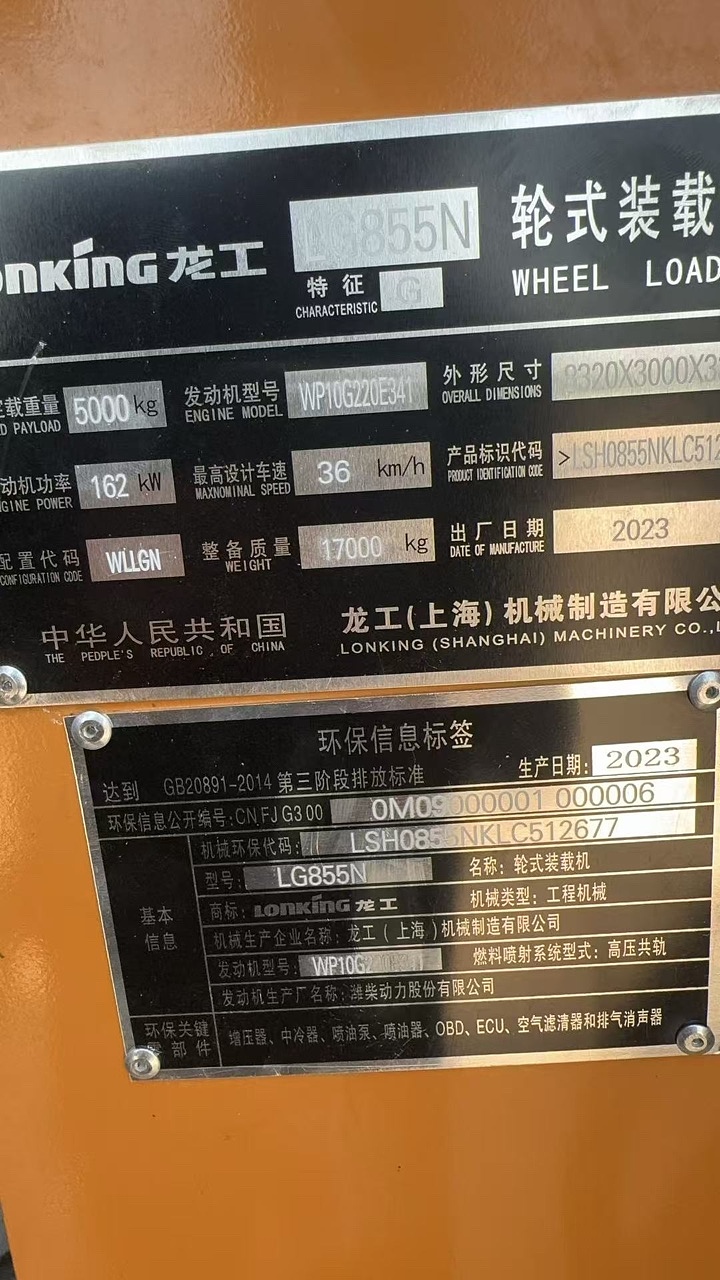 LONKING 龙工 LG855N 轮式装载
特征 G
CHARACTERISTIC
WHEEL LOAD
载重量 5000 kg 发动机型号 WP10G220E341 外形尺寸 8320X3000X3
PAYLOAD ENGINE MODEL OVERALL DIMENSIONS
动机功率 162 kW 最高设计车速 36 km/h 产品标识代码 >LSH0855NKLC512
GINE POWER MAXNOMINAL SPEED PRODUCT IDENTIFICATION CODE
配置代码 WLLGN 整备质量 17000 kg 出厂日期 2023
CONFIGURATION CODE WEIGHT DATE OF MANUFACTURE
中华人民共和国 龙工(上海)机械制造有限公
THE PEOPLE'S REPUBLIC OF CHINA LONKING (SHANGHAI) MACHINERY CO.,L
环保信息标签
达到 GB20891-2014 第三阶段排放标准 生产日期: 2023
环保信息公开编号:CN FJ G3 00 0M09000001 000006
机械环保代码: LSH0855NKLC512677
型号: LG855N 名称: 轮式装载机
商标: LONKING 龙工 机械类型: 工程机械
基本信息
机械生产企业名称: 龙工(上海)机械制造有限公司
发动机型号: WP10G 燃料喷射系统型式: 高压共轨
发动机生产厂名称: 潍柴动力股份有限公司
环保关键零部件 增压器、中冷器、喷油泵、喷油器、OBD、ECU、空气滤清器和排气消声器